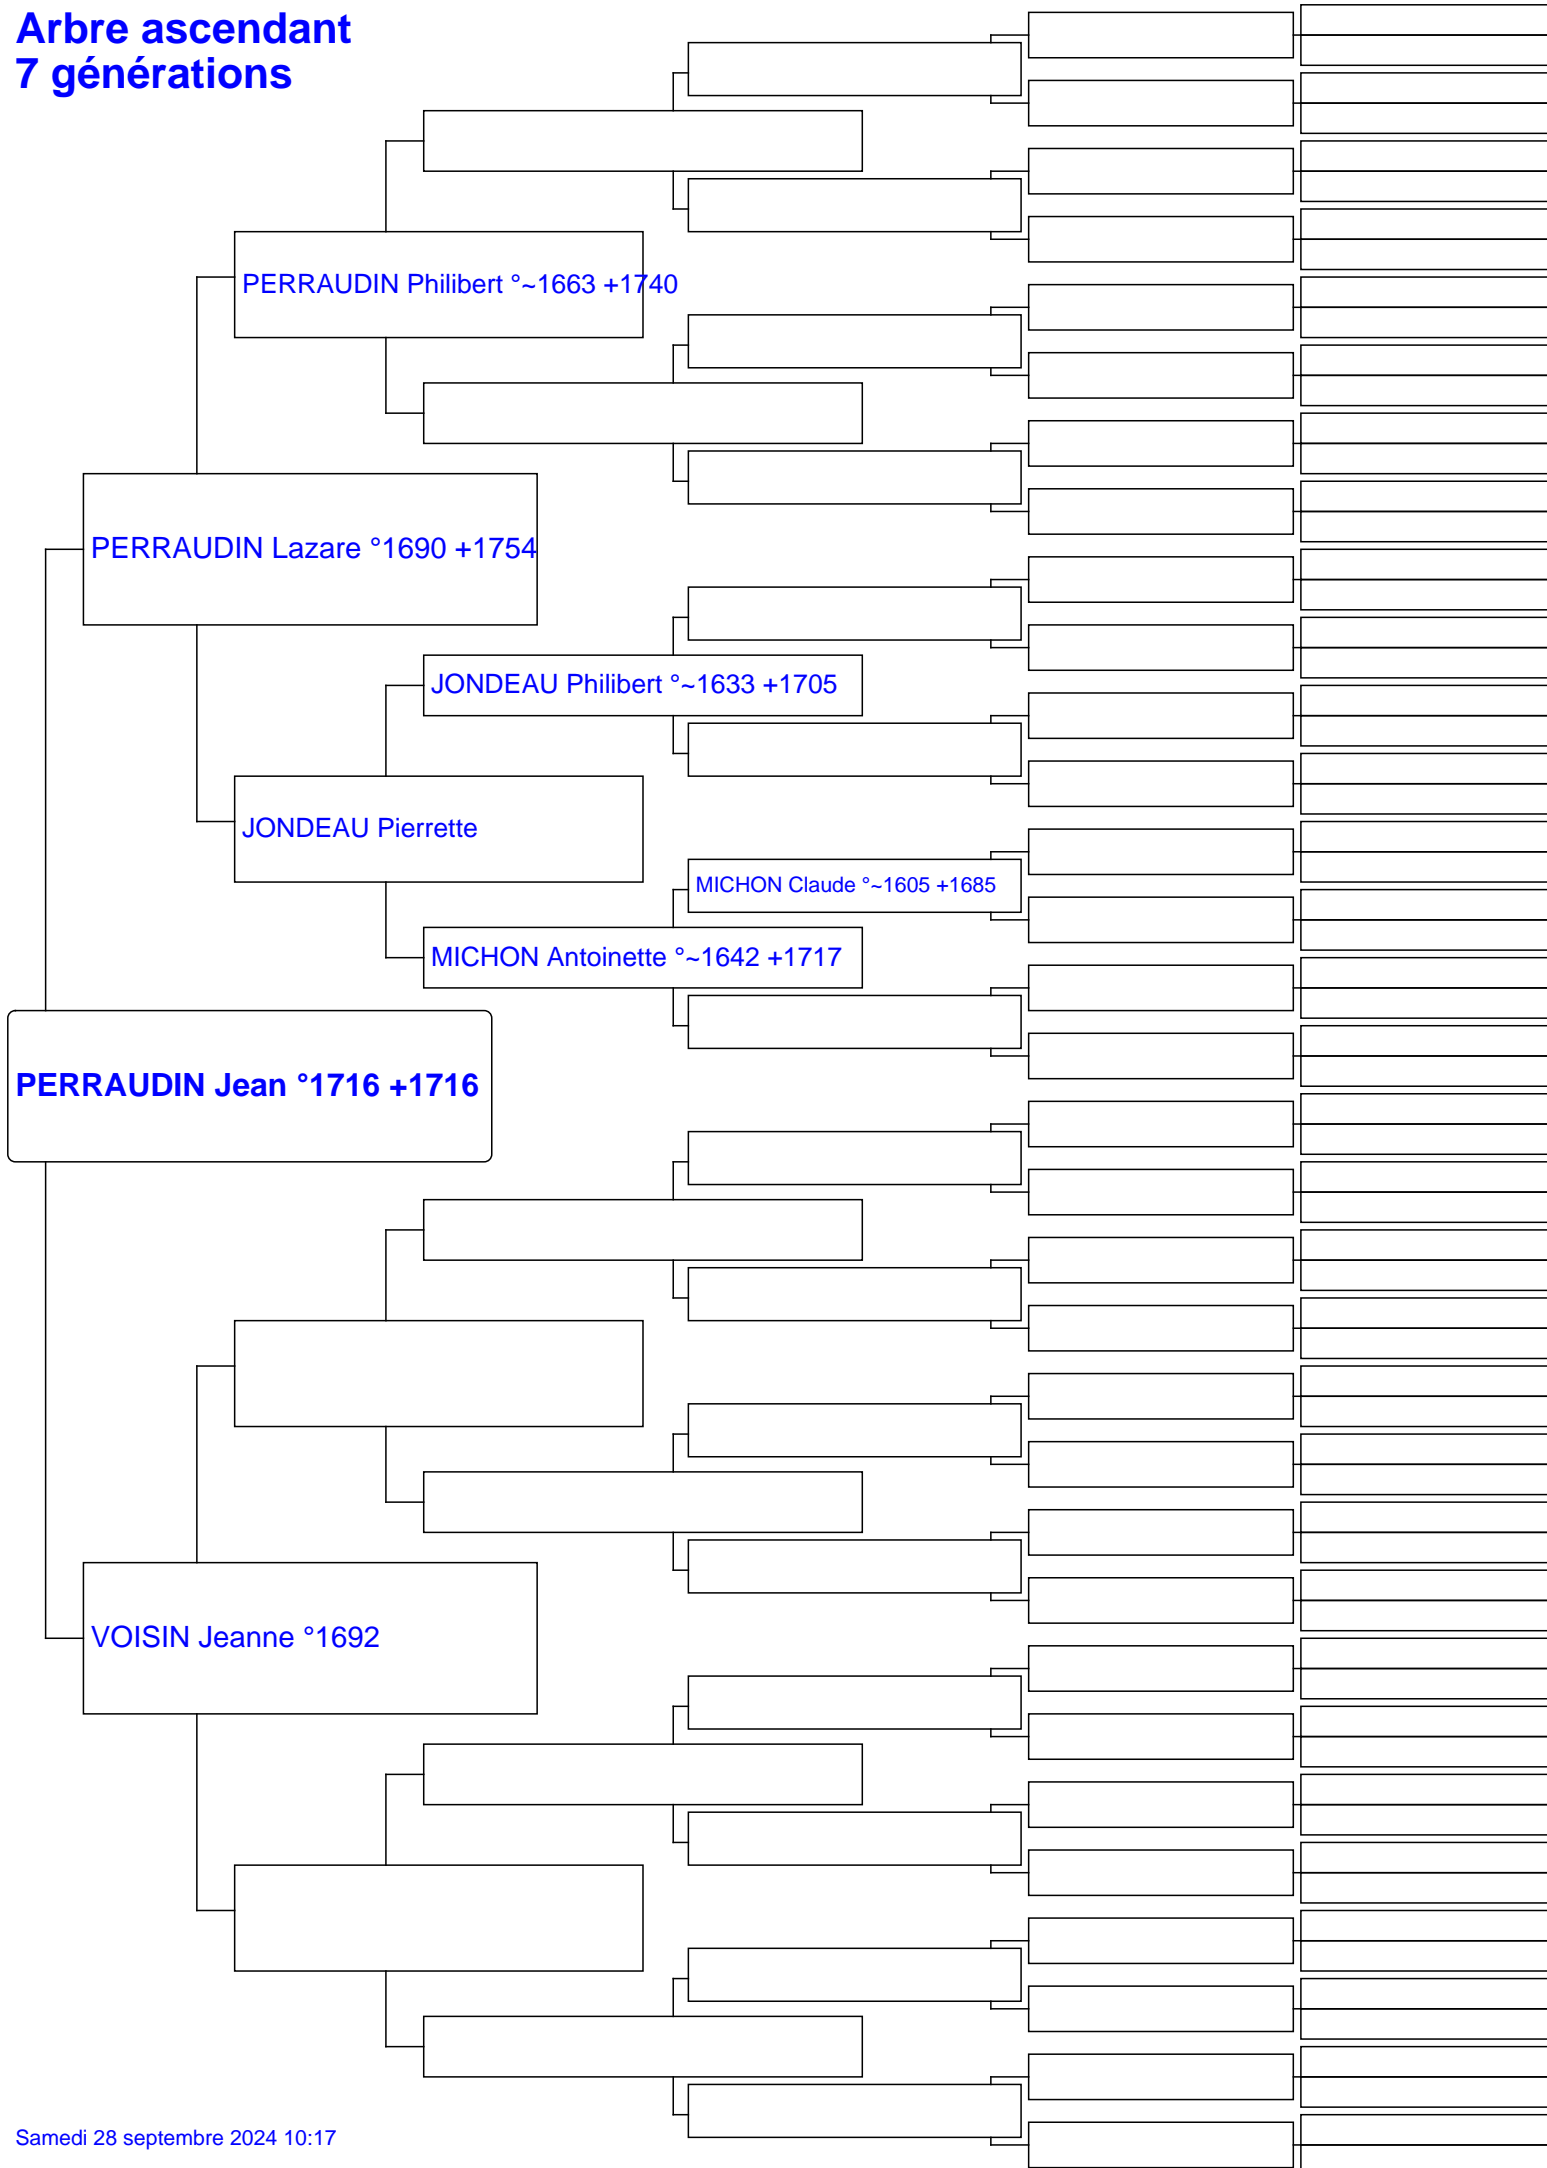 Arbre ascendant
7 générations
PERRAUDIN Philibert °~1663 +1740
PERRAUDIN Lazare °1690 +1754
JONDEAU Philibert °~1633 +1705
JONDEAU Pierrette
MICHON Claude °~1605 +1685
MICHON Antoinette °~1642 +1717
PERRAUDIN Jean °1716 +1716
VOISIN Jeanne °1692
Samedi 28 septembre 2024 10:17